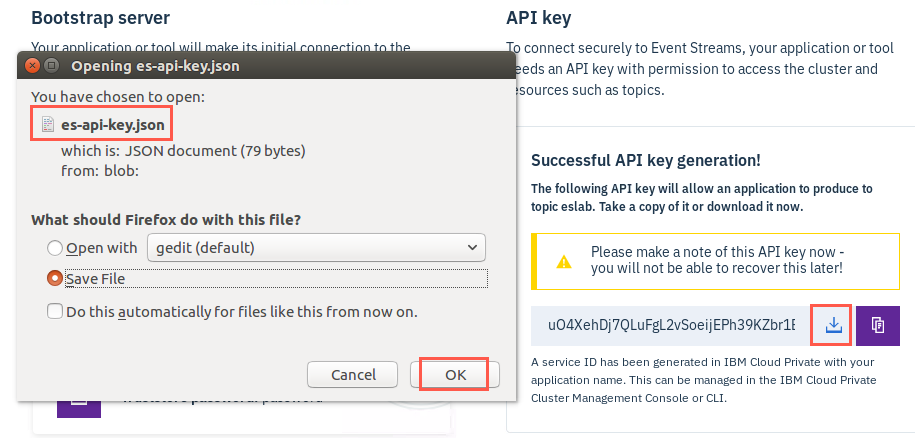 Bootstrap server
Your application or tool will make its initial connection to the
Opening es-api-key.json
You have chosen to open:
es-api-key.json
which is: JSON document (79 bytes)
from: blob:
What should Firefox do with this file?
Open with
gedit (default)
Save File
Do this automatically for files like this from now on.
Cancel
OK
password
API key
To connect securely to Event Streams, your application or tool
needs an API key with permission to access the cluster and
resources such as topics.
Successful API key generation!
The following API key will allow an application to produce to
topic eslab. Take a copy of it or download it now.
Please make a note of this API key now -
you will not be able to recover this later!
uO4XehDj7QLuFgL2vSoeijEPh39KZbr1E
A service ID has been generated in IBM Cloud Private with your
application name. This can be managed in the IBM Cloud Private
Cluster Management Console or CLI.